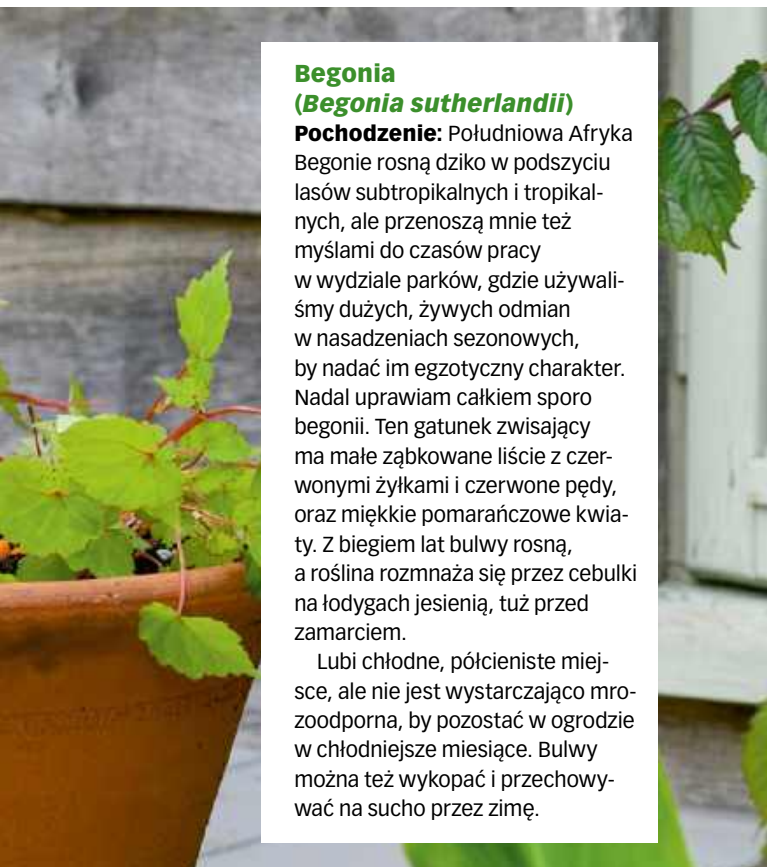 Begonia
(Begonia sutherlandii)
Pochodzenie: Południowa Afryka
Begonie rosną dziko w podszyciu
lasów subtropikalnych i tropikal-
nych, ale przenoszą mnie też
myślami do czasów pracy
w wydziale parków, gdzie używali-
śmy dużych, żywych odmian
w nasadzeniach sezonowych,
by nadać im egzotyczny charakter.
Nadal uprawiam całkiem sporo
begonii. Ten gatunek zwisający
ma małe ząbkowane liście z czer-
wonymi żyłkami i czerwone pędy,
oraz miękkie pomarańczowe kwia-
ty. Z biegiem lat bulwy rosną,
a roślina rozmnaża się przez cebulki
na łodygach jesienią, tuż przed
zamarciem.
Lubi chłodne, półcieniste miej-
sce, ale nie jest wystarczająco mro-
zoodporna, by pozostać w ogrodzie
w chłodniejsze miesiące. Bulwy
można też wykopać i przechowy-
wać na sucho przez zimę.